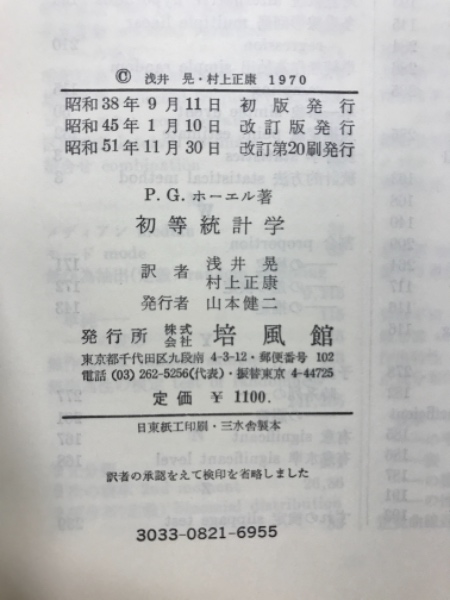 © 浅井 晃・村上正康 1970
昭和38年 9月11日 初版発行
昭和45年 1月10日 改訂版発行
昭和51年11月30日 改訂第20刷発行
P.G.ホーエル著
初等統計学
訳者 浅井 晃
村上正康
発行者 山本健二
発行所 株式会社 培風館
東京都千代田区九段南 4-3-12・郵便番号 102
電話 (03) 262-5256(代表)・振替東京 4-44725
定価 ¥ 1100.
日東紙工印刷・三水舎製本
訳者の承認をえて検印を省略しました
3033-0821-6955